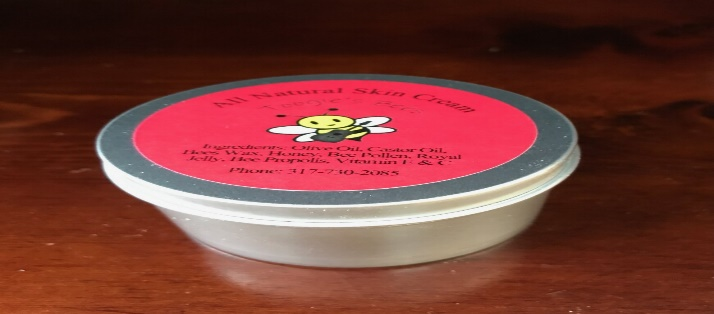 All Natural Skin Cream
Ingredients: Olive Oil, Castor Oil,
Bees Wax, Honey, Bee Pollen, Royal
Jelly, Bee Propolis, Vitamin E & C
Phone: 317-730-2085